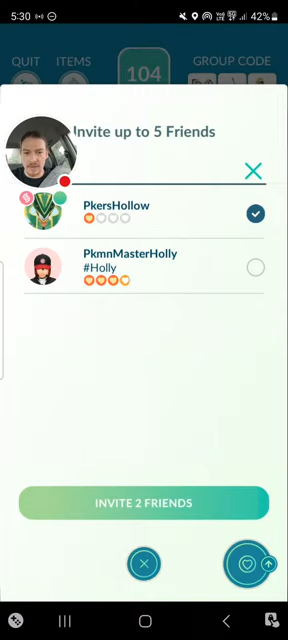 5:30
42%
QUIT
ITEMS
104
GROUP CODE
Invite up to 5 Friends
PkersHollow
PkmnMasterHolly
#Holly
INVITE 2 FRIENDS